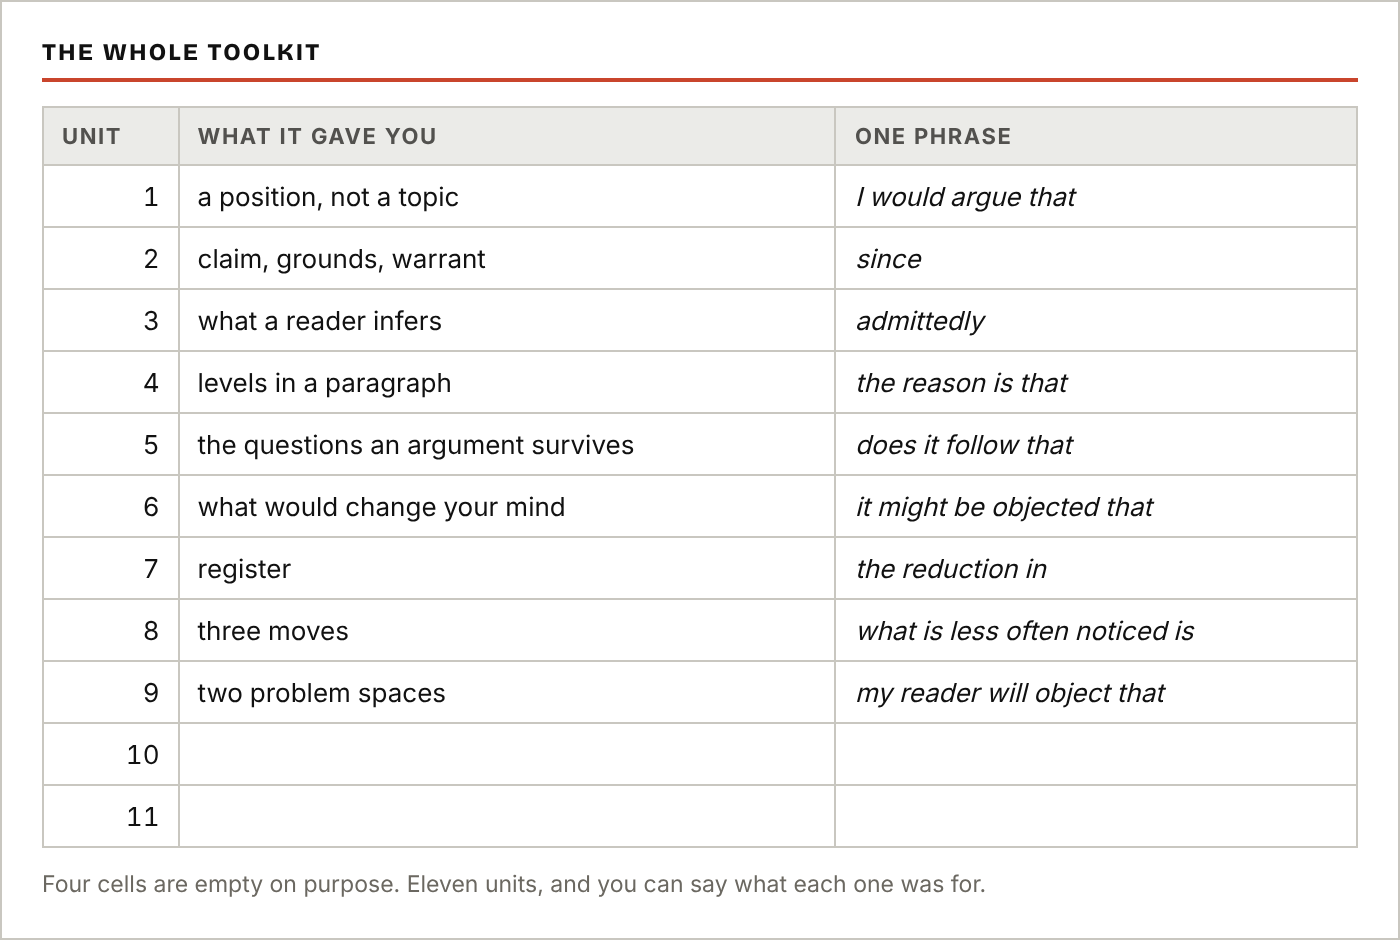 THE WHOLE TOOLKIT
UNIT WHAT IT GAVE YOU ONE PHRASE
1 a position, not a topic I would argue that
2 claim, grounds, warrant since
3 what a reader infers admittedly
4 levels in a paragraph the reason is that
5 the questions an argument survives does it follow that
6 what would change your mind it might be objected that
7 register the reduction in
8 three moves what is less often noticed is
9 two problem spaces my reader will object that
10
11
Four cells are empty on purpose. Eleven units, and you can say what each one was for.